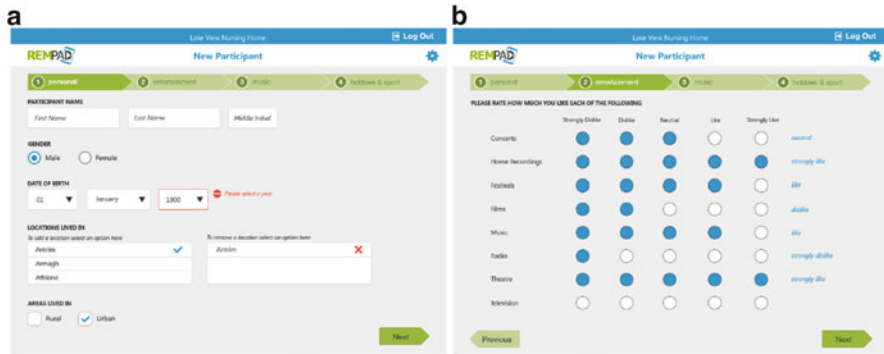 a
Lake View Nursing Home
Log Out
REMPAD
New Participant
1 personal
2 entertainment
3 music
4 hobbies & sport
PARTICIPANT NAME
First Name
Last Name
Middle Initial
GENDER
Male
Female
DATE OF BIRTH
01
January
1900
Please select a year
LOCATIONS LIVED IN
To add a location select an option here
To remove a location select an option here
Antrim
Antrim
Armagh
Athlone
AREAS LIVED IN
Rural
Urban
Next
b
Lake View Nursing Home
Log Out
REMPAD
New Participant
1 personal
2 entertainment
3 music
4 hobbies & sport
PLEASE RATE HOW MUCH YOU LIKE EACH OF THE FOLLOWING
Strongly Dislike Dislike Neutral Like Strongly Like
Concerts neutral
Home Recordings strongly like
Festivals like
Films dislike
Music like
Radio strongly dislike
Theatre strongly like
Television
Previous
Next